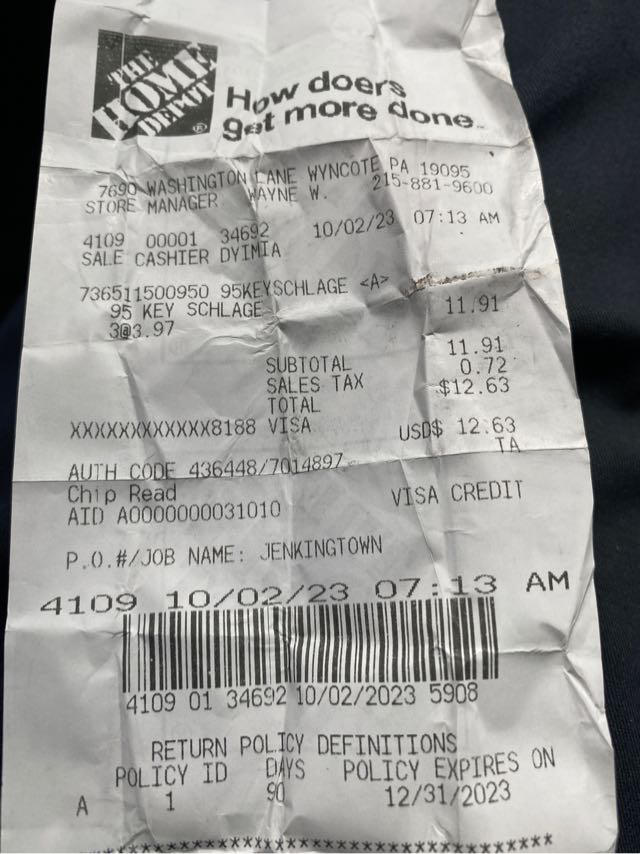 THE
HOME
DEPOT
®
How doers
get more done™
7690 WASHINGTON LANE WYNCOTE PA 19095
STORE MANAGER WAYNE W. 215-881-9600
4109 00001 34692 10/02/23 07:13 AM
SALE CASHIER DYIMIA
736511500950 95KEYSCHLAGE <A> 11.91
95 KEY SCHLAGE
3@3.97
SUBTOTAL 11.91
SALES TAX 0.72
TOTAL $12.63
XXXXXXXXXXXX8188 VISA
USD$ 12.63
TA
AUTH CODE 436448/7014897
Chip Read
AID A0000000031010 VISA CREDIT
P.O.#/JOB NAME: JENKINGTOWN
4109 10/02/23 07:13 AM
4109 01 34692 10/02/2023 5908
RETURN POLICY DEFINITIONS
POLICY ID DAYS POLICY EXPIRES ON
A 1 90 12/31/2023
****************************************